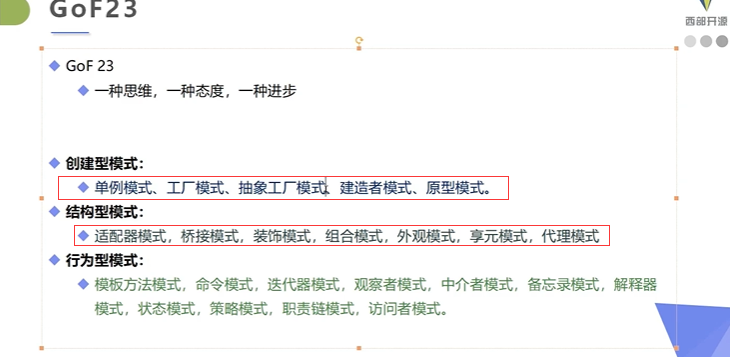 GoF23
西部开源
GoF 23
一种思维，一种态度，一种进步
创建型模式：
单例模式、工厂模式、抽象工厂模式、建造者模式、原型模式。
结构型模式：
适配器模式，桥接模式，装饰模式，组合模式，外观模式，享元模式，代理模式
行为型模式：
模板方法模式，命令模式，迭代器模式，观察者模式，中介者模式，备忘录模式，解释器
模式，状态模式，策略模式，职责链模式，访问者模式。